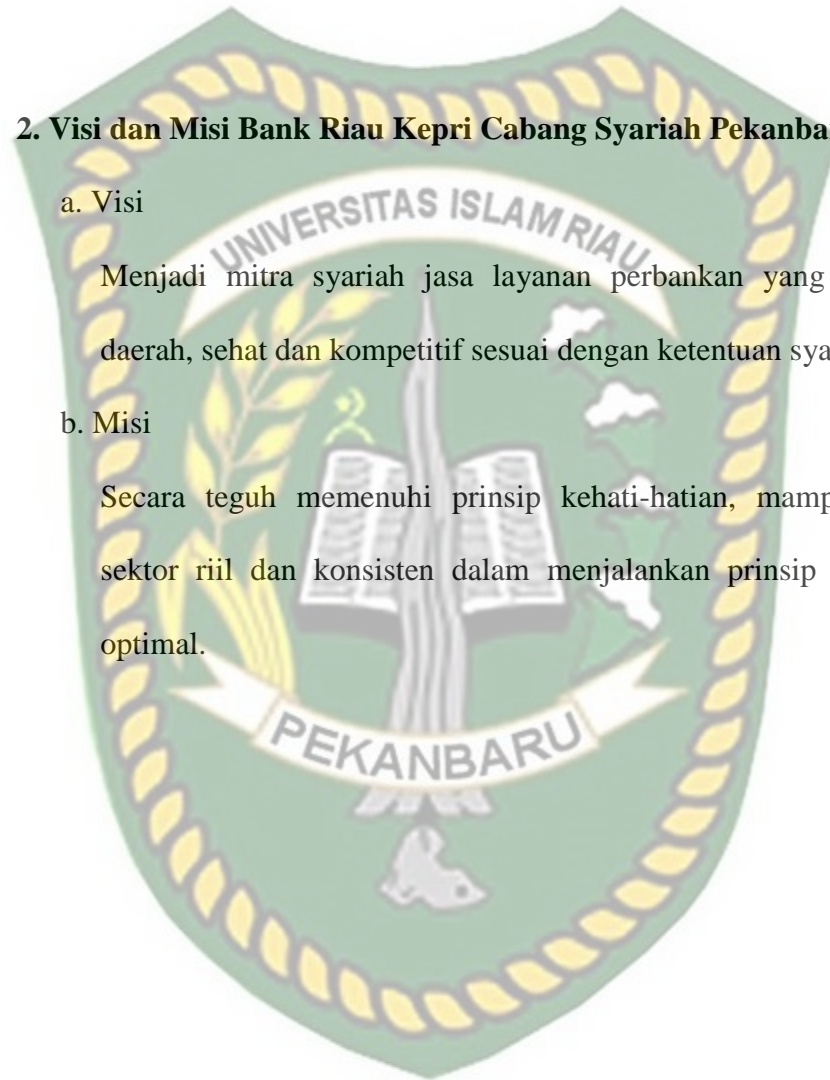 2. Visi dan Misi Bank Riau Kepri Cabang Syariah Pekanba
a. Visi
UNIVERSITAS ISLAM RIAU
Menjadi mitra syariah jasa layanan perbankan yang
daerah, sehat dan kompetitif sesuai dengan ketentuan sya
b. Misi
Secara teguh memenuhi prinsip kehati-hatian, mamp
sektor riil dan konsisten dalam menjalankan prinsip
optimal.
PEKANBARU